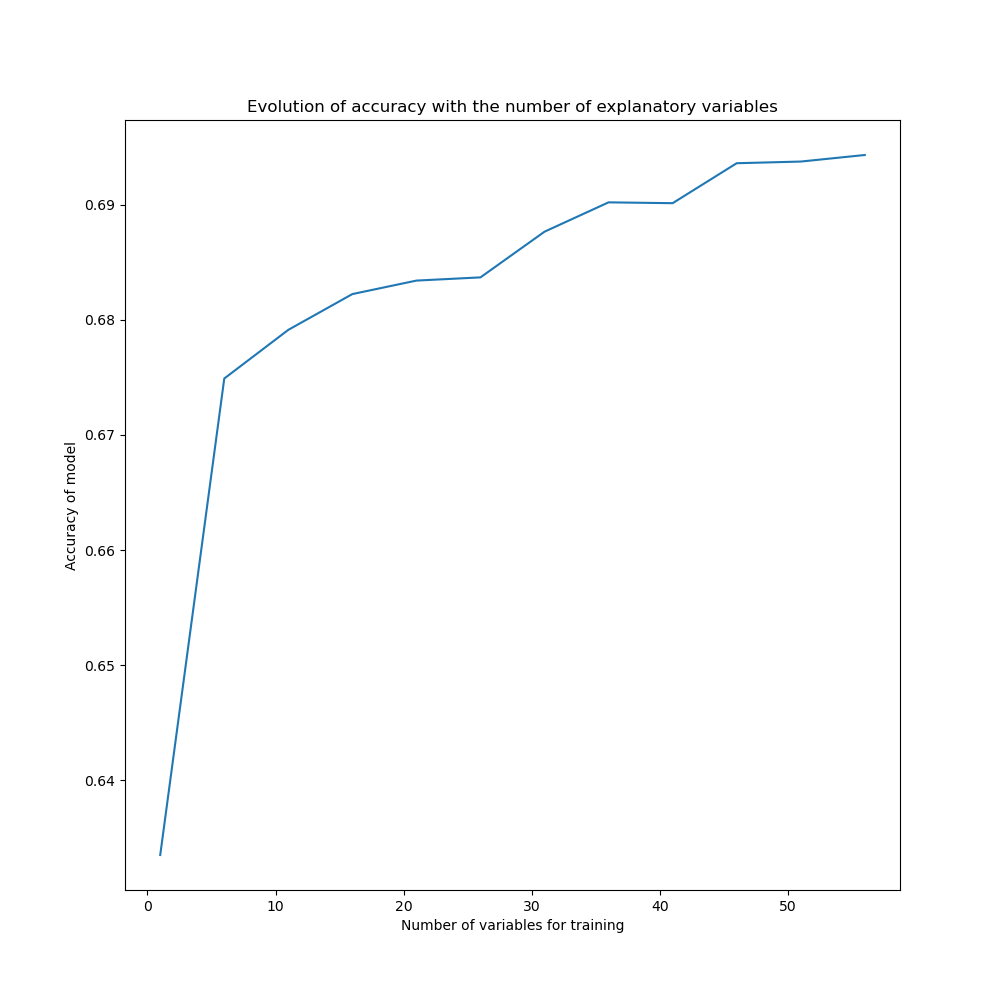 Evolution of accuracy with the number of explanatory variables
0.69
0.68
0.67
0.66
0.65
0.64
Accuracy of model
0 10 20 30 40 50
Number of variables for training